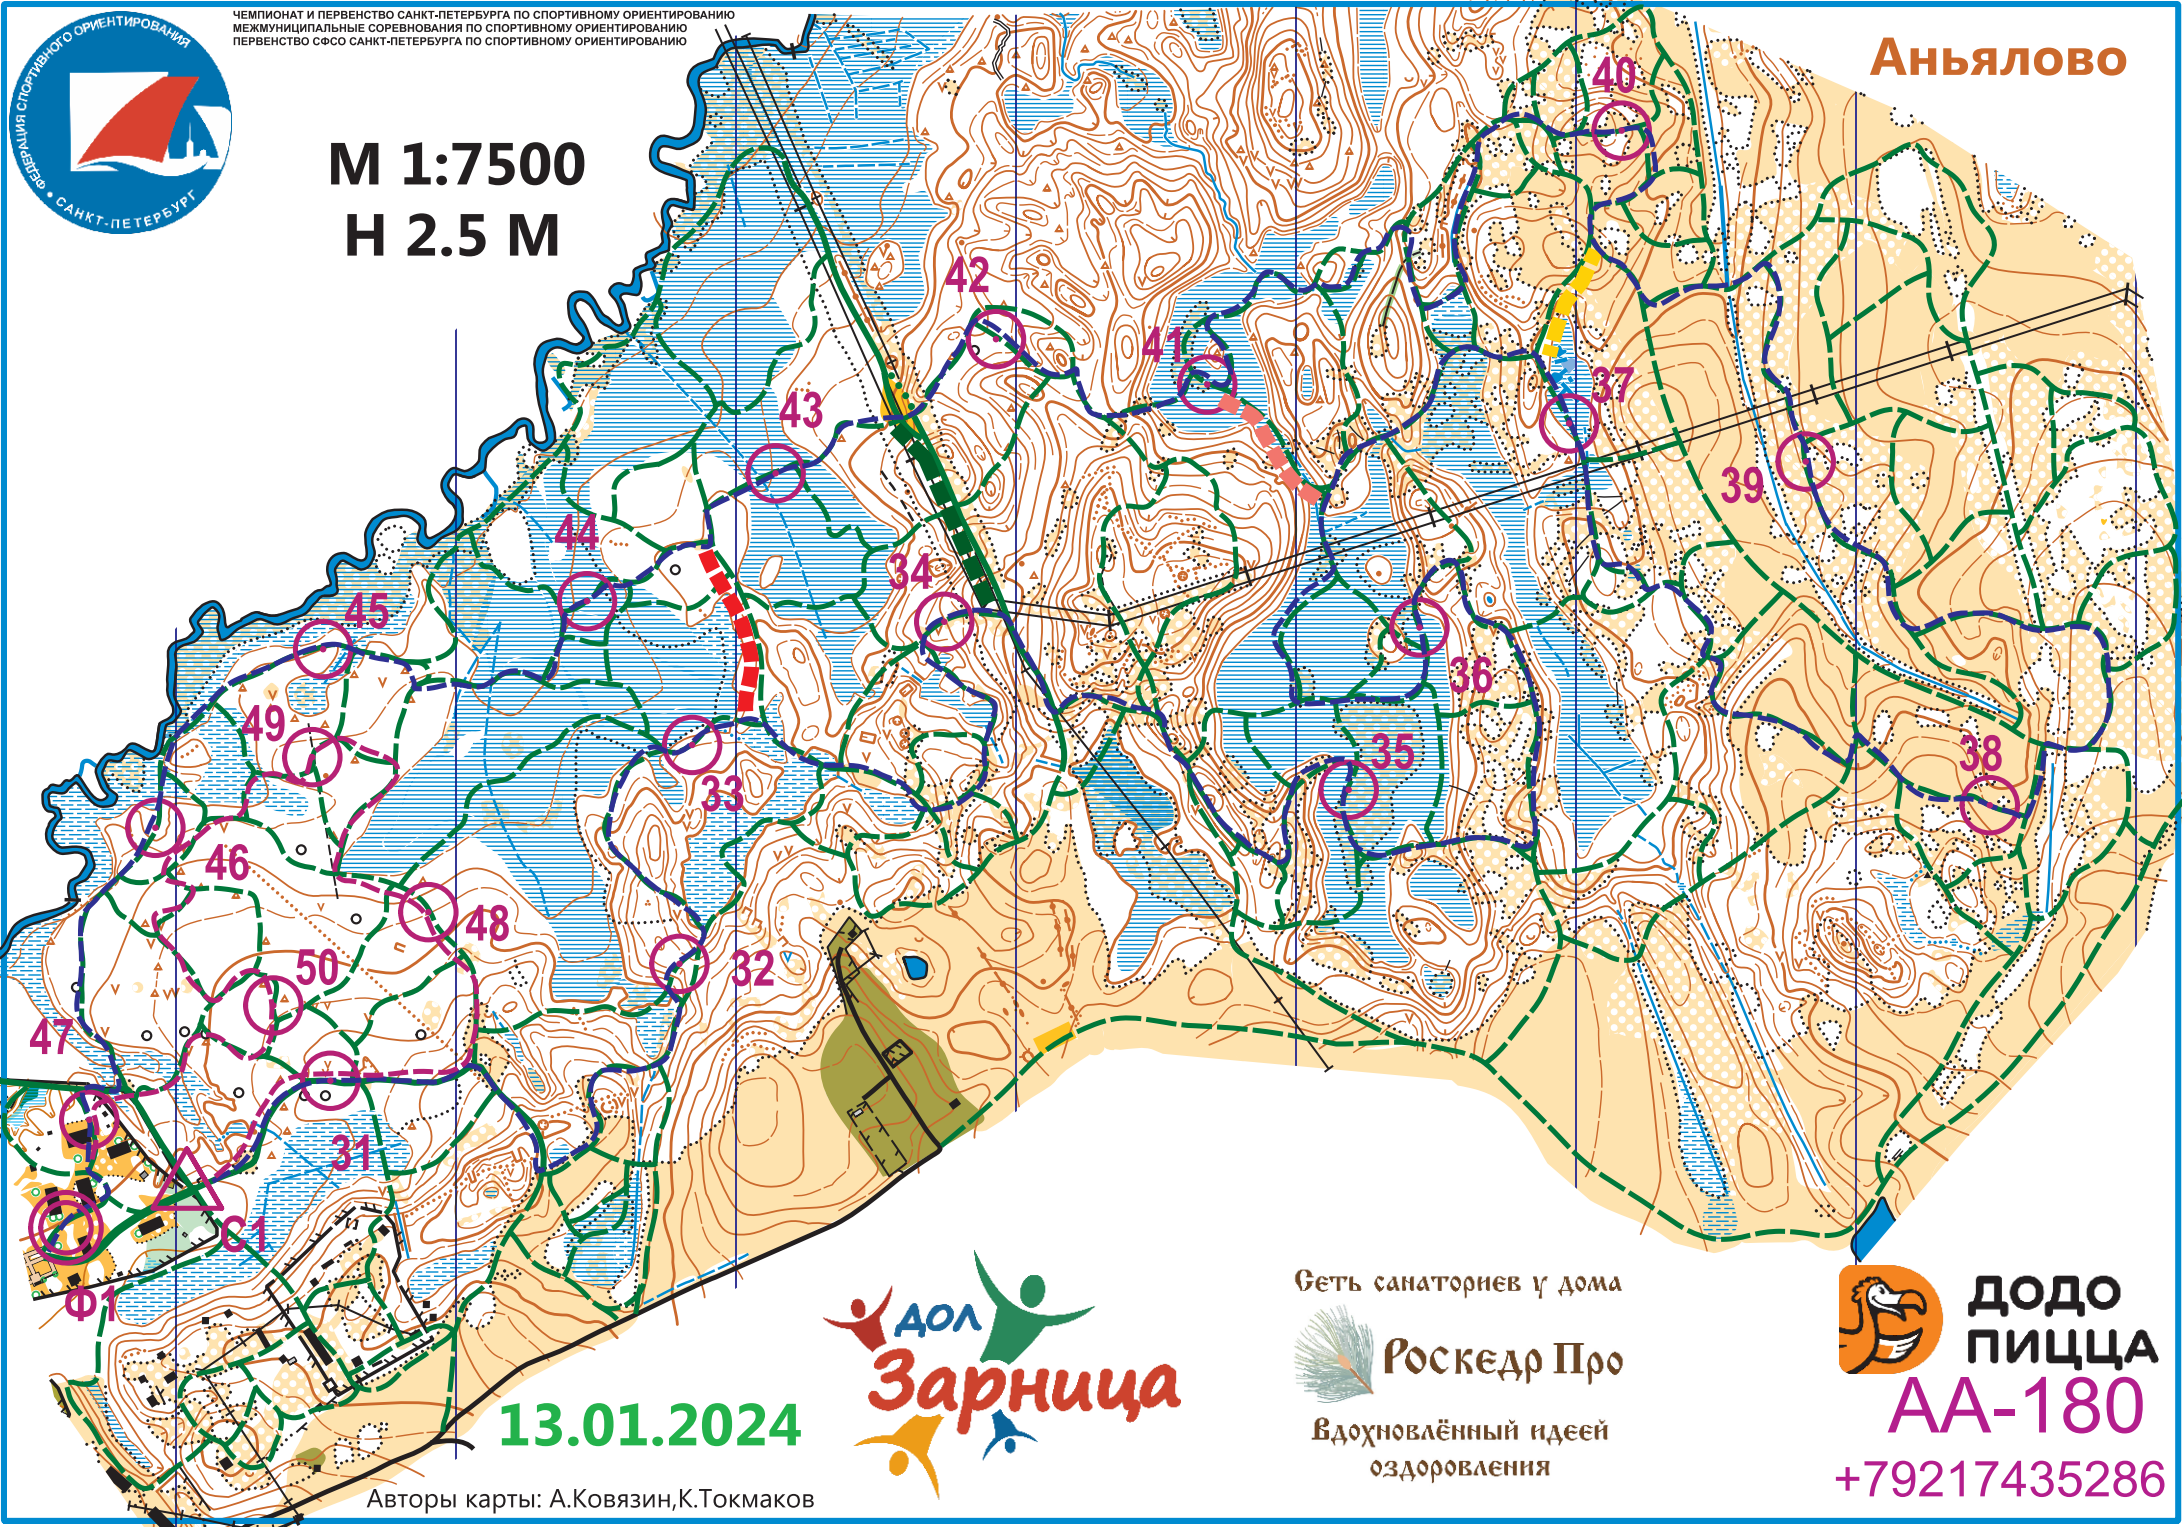 ЧЕМПИОНАТ И ПЕРВЕНСТВО САНКТ-ПЕТЕРБУРГА ПО СПОРТИВНОМУ ОРИЕНТИРОВАНИЮ
МЕЖМУНИЦИПАЛЬНЫЕ СОРЕВНОВАНИЯ ПО СПОРТИВНОМУ ОРИЕНТИРОВАНИЮ
ПЕРВЕНСТВО СФСО САНКТ-ПЕТЕРБУРГА ПО СПОРТИВНОМУ ОРИЕНТИРОВАНИЮ
ФЕДЕРАЦИЯ СПОРТИВНОГО ОРИЕНТИРОВАНИЯ
• САНКТ-ПЕТЕРБУРГ
Аньялово
М 1:7500
Н 2.5 М
40
42
41
37
43
39
44
34
45
36
49
35
38
33
46
48
50
32
47
31
С1
Ф1
ДОЛ
Зарница
Сеть санаториев у дома
Роскедр Про
Вдохновлённый идеей
оздоровления
ДОДО
ПИЦЦА
АА-180
+79217435286
13.01.2024
Авторы карты: А.Ковязин,К.Токмаков